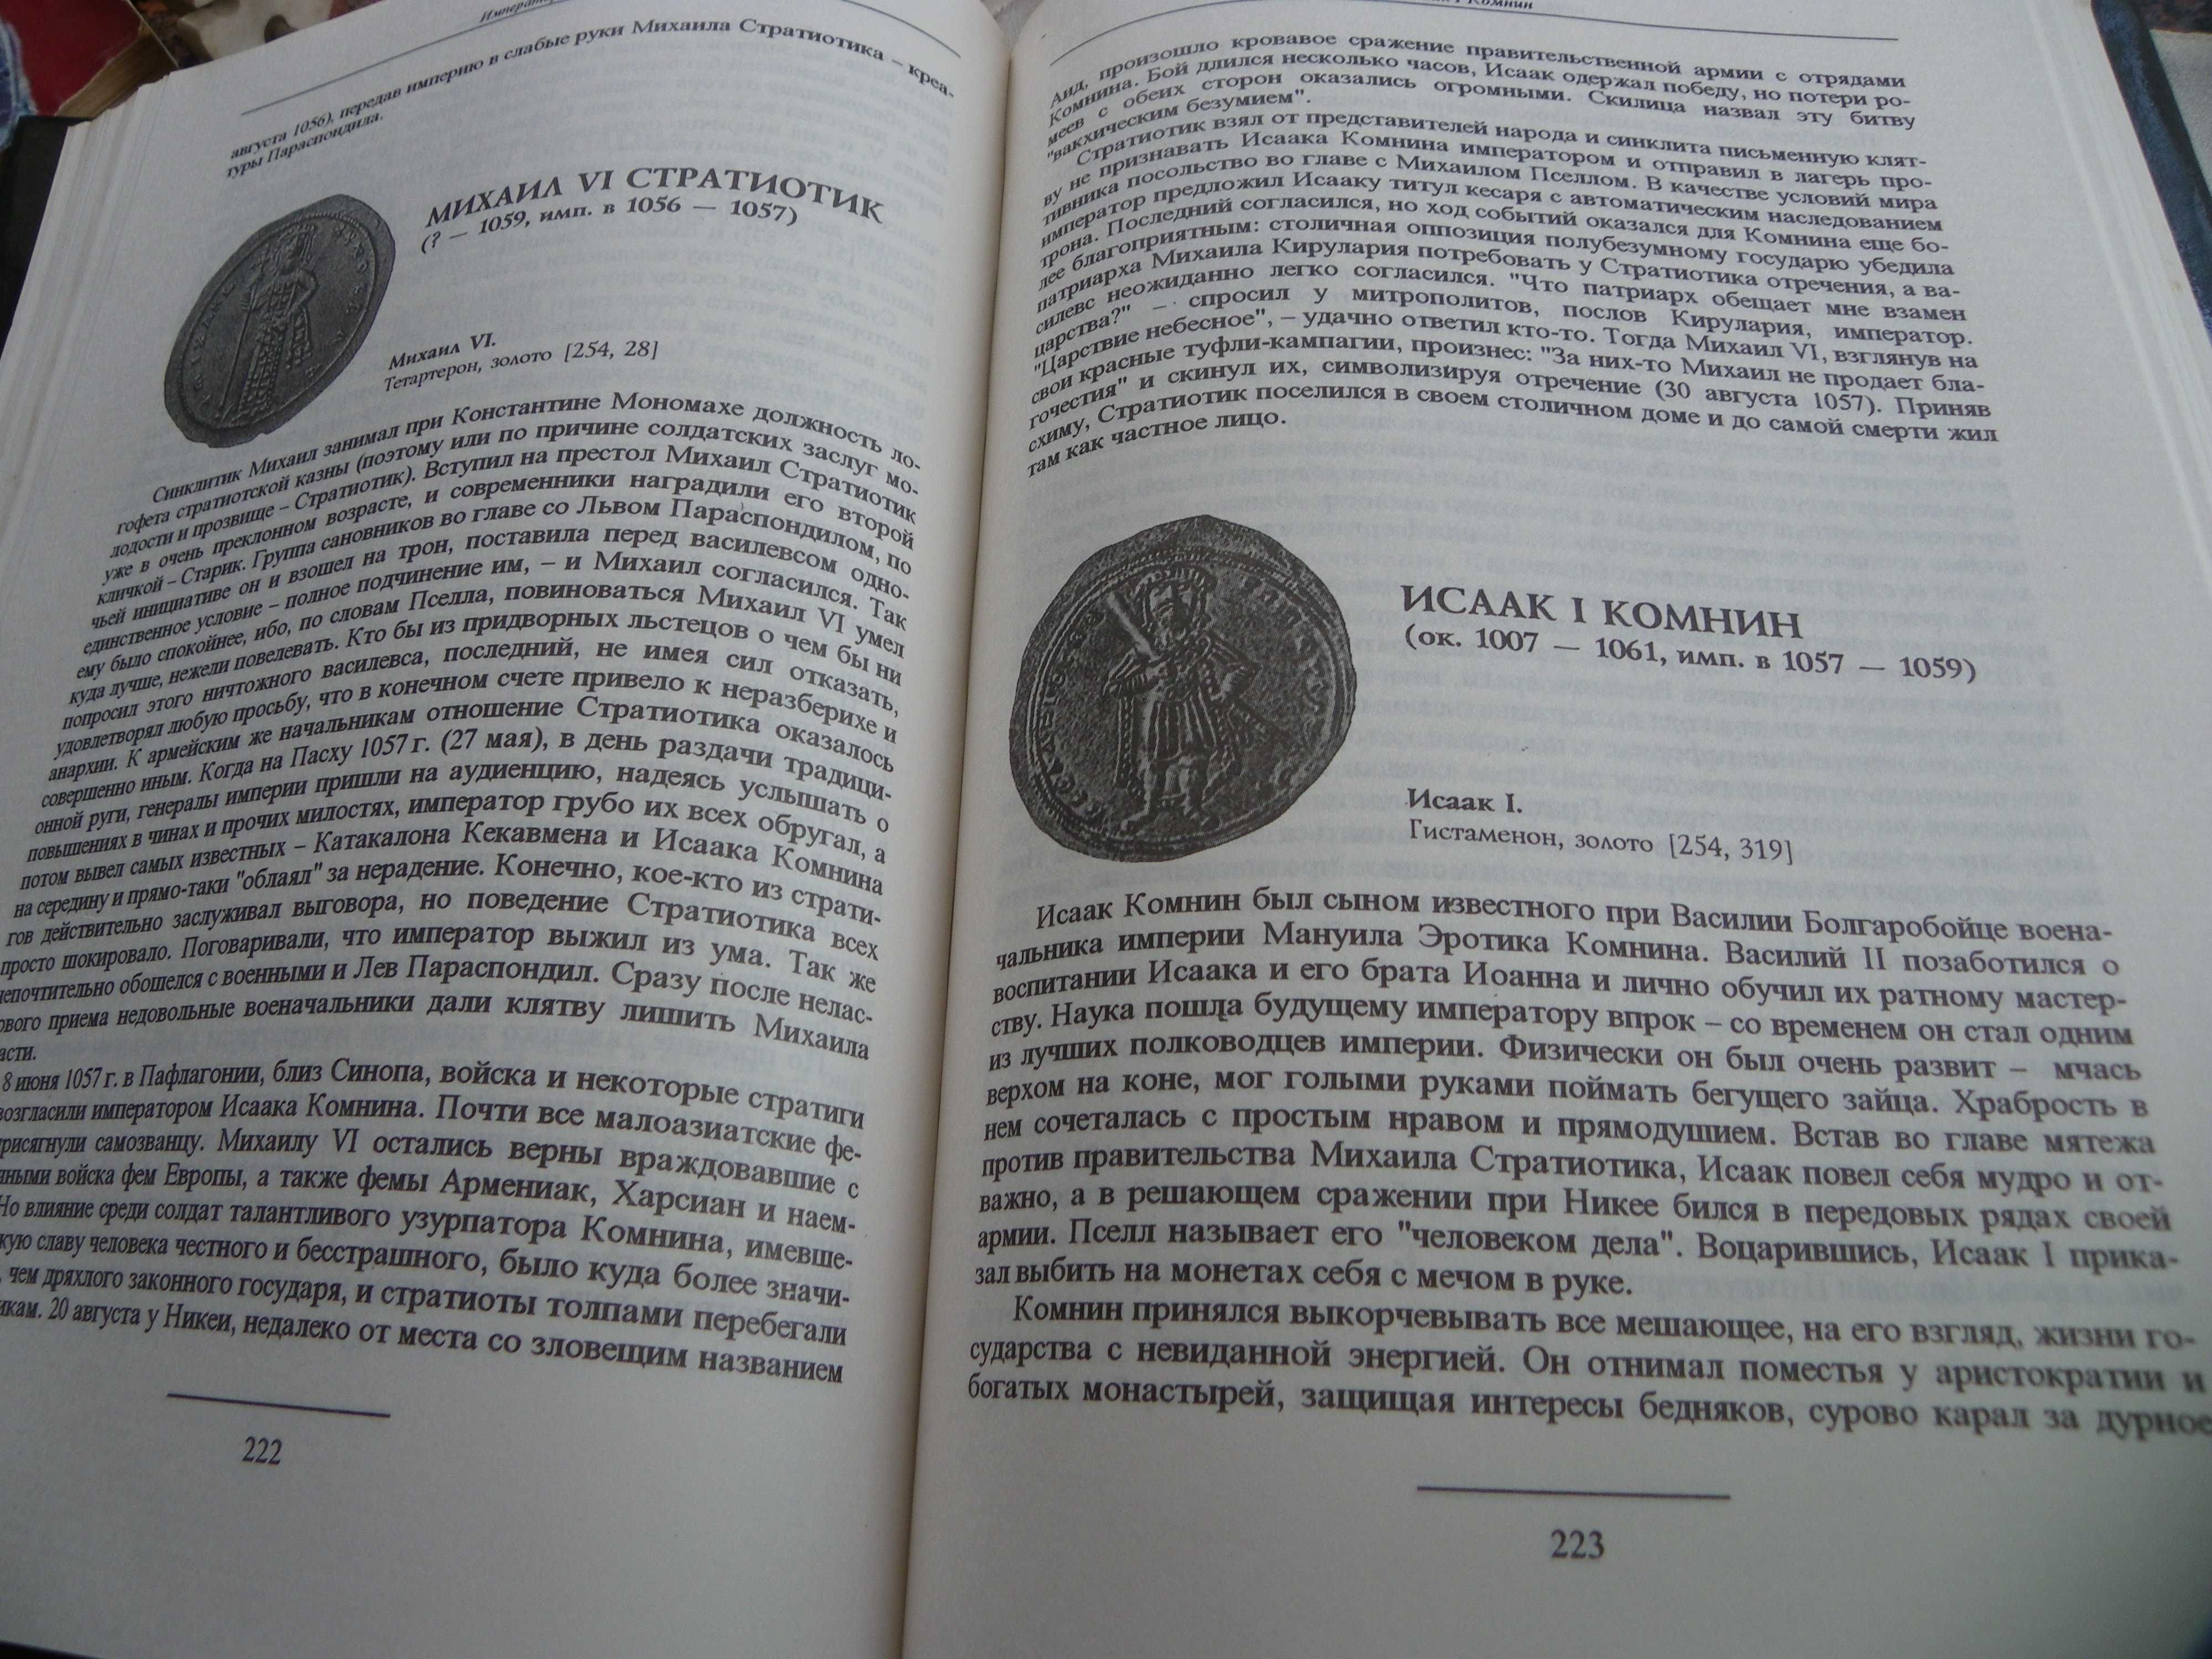 августа 1056), передав империю в слабые руки Михаила Стратиотика – креа-
туры Параспондила.
МИХАИЛ VI СТРАТИОТИК
(? — 1059, имп. в 1056 — 1057)
Михаил VI.
Тетартерон, золото [254, 28]
Синклитик Михаил занимал при Константине Мономахе должность ло-
гофета стратиотской казны (поэтому или по причине солдатских заслуг мо-
лодости и прозвище – Стратиотик). Вступил на престол Михаил Стратиотик
уже в очень преклонном возрасте, и современники наградили его второй
кличкой – Старик. Группа сановников во главе со Львом Параспондилом, по
чьей инициативе он и взошел на трон, поставила перед василевсом одно-
единственное условие – полное подчинение им, – и Михаил согласился. Так
ему было спокойнее, ибо, по словам Пселла, повиноваться Михаил VI умел
куда лучше, нежели повелевать. Кто бы из придворных льстецов о чем бы ни
попросил этого ничтожного василевса, последний, не имея сил отказать,
удовлетворял любую просьбу, что в конечном счете привело к неразберихе и
анархии. К армейским же начальникам отношение Стратиотика оказалось
совершенно иным. Когда на Пасху 1057 г. (27 мая), в день раздачи традици-
онной руги, генералы империи пришли на аудиенцию, надеясь услышать о
повышениях в чинах и прочих милостях, император грубо их всех обругал, а
потом вывел самых известных – Катакалона Кекавмена и Исаака Комнина
на середину и прямо-таки "облаял" за нерадение. Конечно, кое-кто из страти-
гов действительно заслуживал выговора, но поведение Стратиотика всех
просто шокировало. Поговаривали, что император выжил из ума. Так же
непочтительно обошелся с военными и Лев Параспондил. Сразу после нелас-
ового приема недовольные военачальники дали клятву лишить Михаила
асти.
8 июня 1057 г. в Пафлагонии, близ Синопа, войска и некоторые стратиги
возгласили императором Исаака Комнина. Почти все малоазиатские фе-
рисягнули самозванцу. Михаилу VI остались верны враждовавшие с
ными войска фем Европы, а также фемы Армениак, Харсиан и наем-
Но влияние среди солдат талантливого узурпатора Комнина, имевше-
кую славу человека честного и бесстрашного, было куда более значи-
, чем дряхлого законного государя, и стратиоты толпами перебегали
икам. 20 августа у Никеи, недалеко от места со зловещим названием
222
Комнин
Аид, произошло кровавое сражение правительственной армии с отрядами
Комнина. Бой длился несколько часов, Исаак одержал победу, но потери ро-
меев с обеих сторон оказались огромными. Скилица назвал эту битву
"вакхическим безумием".
Стратиотик взял от представителей народа и синклита письменную клят-
ву не признавать Исаака Комнина императором и отправил в лагерь про-
тивника посольство во главе с Михаилом Пселлом. В качестве условий мира
император предложил Исааку титул кесаря с автоматическим наследованием
трона. Последний согласился, но ход событий оказался для Комнина еще бо-
лее благоприятным: столичная оппозиция полубезумному государю убедила
патриарха Михаила Кирулария потребовать у Стратиотика отречения, а ва-
силевс неожиданно легко согласился. "Что патриарх обещает мне взамен
царства?" – спросил у митрополитов, послов Кирулария, император.
"Царствие небесное", – удачно ответил кто-то. Тогда Михаил VI, взглянув на
свои красные туфли-кампагии, произнес: "За них-то Михаил не продает бла-
гочестия" и скинул их, символизируя отречение (30 августа 1057). Приняв
схиму, Стратиотик поселился в своем столичном доме и до самой смерти жил
там как частное лицо.
ИСААК I КОМНИН
(ок. 1007 — 1061, имп. в 1057 — 1059)
Исаак I.
Гистаменон, золото [254, 319]
Исаак Комнин был сыном известного при Василии Болгаробойце воена-
чальника империи Мануила Эротика Комнина. Василий II позаботился о
воспитании Исаака и его брата Иоанна и лично обучил их ратному мастер-
ству. Наука пошла будущему императору впрок – со временем он стал одним
из лучших полководцев империи. Физически он был очень развит – мчась
верхом на коне, мог голыми руками поймать бегущего зайца. Храбрость в
нем сочеталась с простым нравом и прямодушием. Встав во главе мятежа
против правительства Михаила Стратиотика, Исаак повел себя мудро и от-
важно, а в решающем сражении при Никее бился в передовых рядах своей
армии. Пселл называет его "человеком дела". Воцарившись, Исаак I прика-
зал выбить на монетах себя с мечом в руке.
Комнин принялся выкорчевывать все мешающее, на его взгляд, жизни го-
сударства с невиданной энергией. Он отнимал поместья у аристократии и
богатых монастырей, защищая интересы бедняков, сурово карал за дурное
223